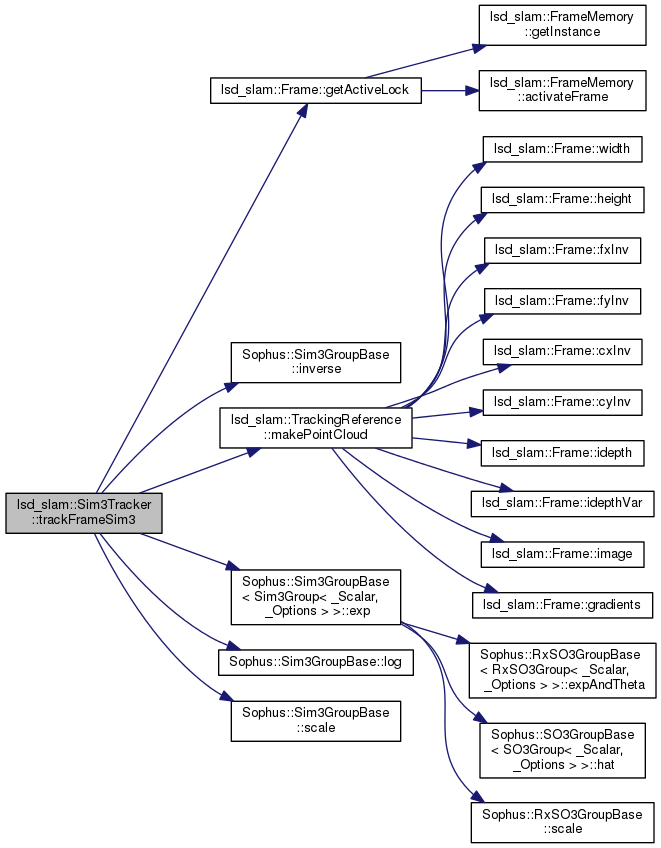 lsd_slam::Sim3Tracker
::trackFrameSim3
lsd_slam::Frame::getActiveLock
Sophus::Sim3GroupBase
::inverse
lsd_slam::TrackingReference
::makePointCloud
Sophus::Sim3GroupBase
< Sim3Group< _Scalar,
_Options > >::exp
Sophus::Sim3GroupBase::log
Sophus::Sim3GroupBase
::scale
lsd_slam::FrameMemory
::getInstance
lsd_slam::FrameMemory
::activateFrame
lsd_slam::Frame::width
lsd_slam::Frame::height
lsd_slam::Frame::fxInv
lsd_slam::Frame::fyInv
lsd_slam::Frame::cxInv
lsd_slam::Frame::cyInv
lsd_slam::Frame::idepth
lsd_slam::Frame::idepthVar
lsd_slam::Frame::image
lsd_slam::Frame::gradients
Sophus::RxSO3GroupBase
< RxSO3Group< _Scalar,
_Options > >::expAndTheta
Sophus::SO3GroupBase
< SO3Group< _Scalar,
_Options > >::hat
Sophus::RxSO3GroupBase
::scale